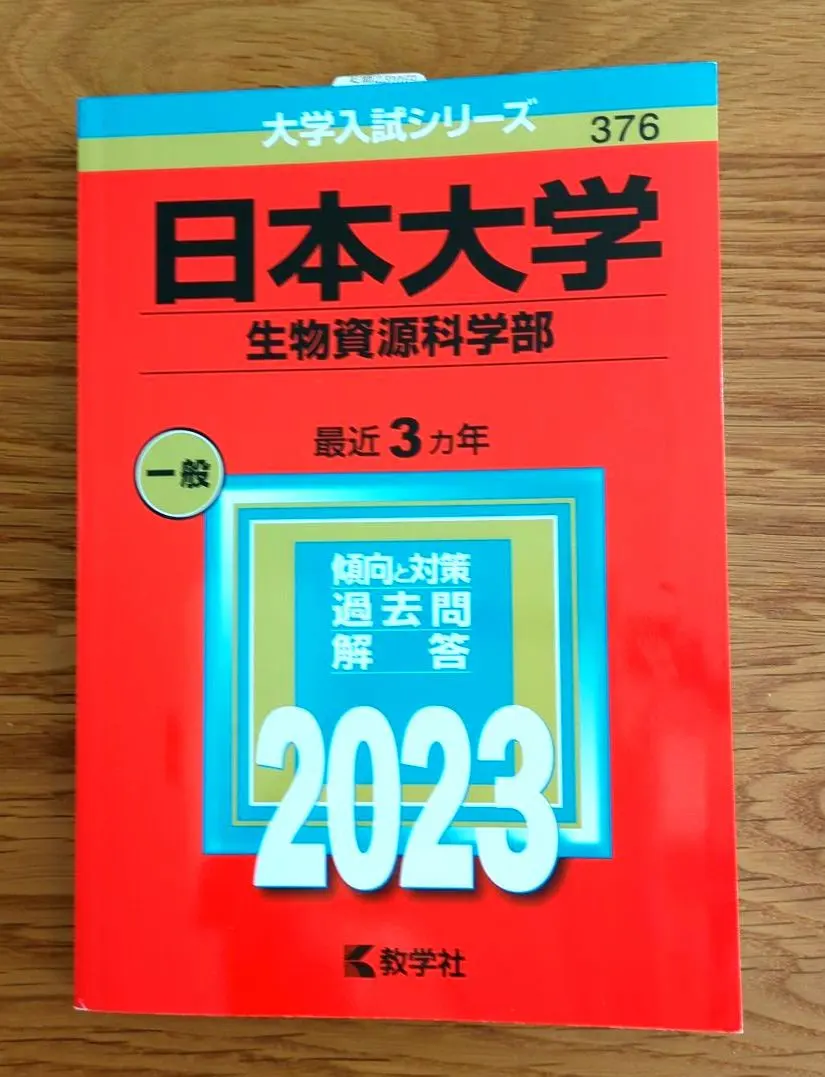 大学入試シリーズ 376
日本大学
生物資源科学部
最近3カ年
一般
傾向と対策
過去問
解答
2023
教学社